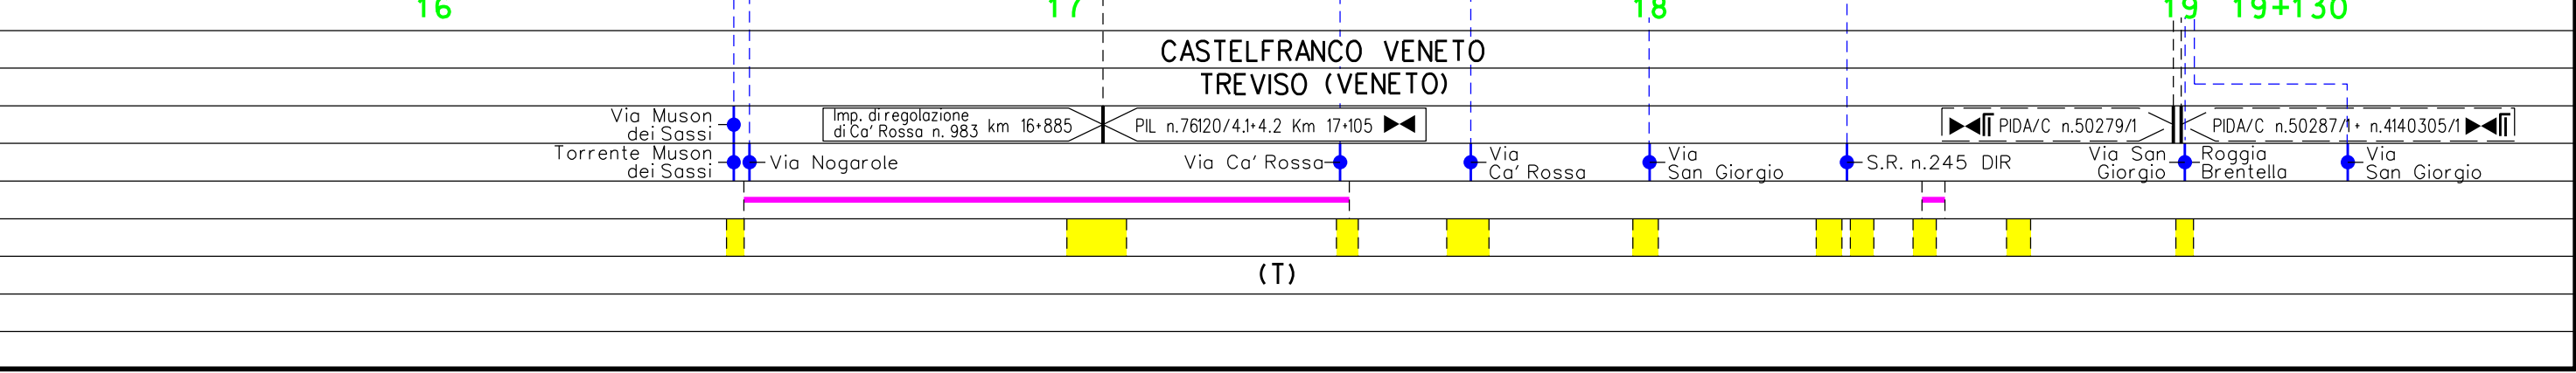 16 17 18 19 19+130
CASTELFRANCO VENETO
TREVISO (VENETO)
Via Muson
dei Sassi
Imp. di regolazione
di Ca' Rossa n. 983 km 16+885
PIL n.76120/4.1+4.2 Km 17+105
PIDA/C n.50279/1
PIDA/C n.50287/1+ n.4140305/1
Torrente Muson
dei Sassi
Via Nogarole
Via Ca' Rossa
Via
Ca' Rossa
Via
San Giorgio
S.R. n.245 DIR
Via San
Giorgio
Roggia
Brentella
Via
San Giorgio
(T)